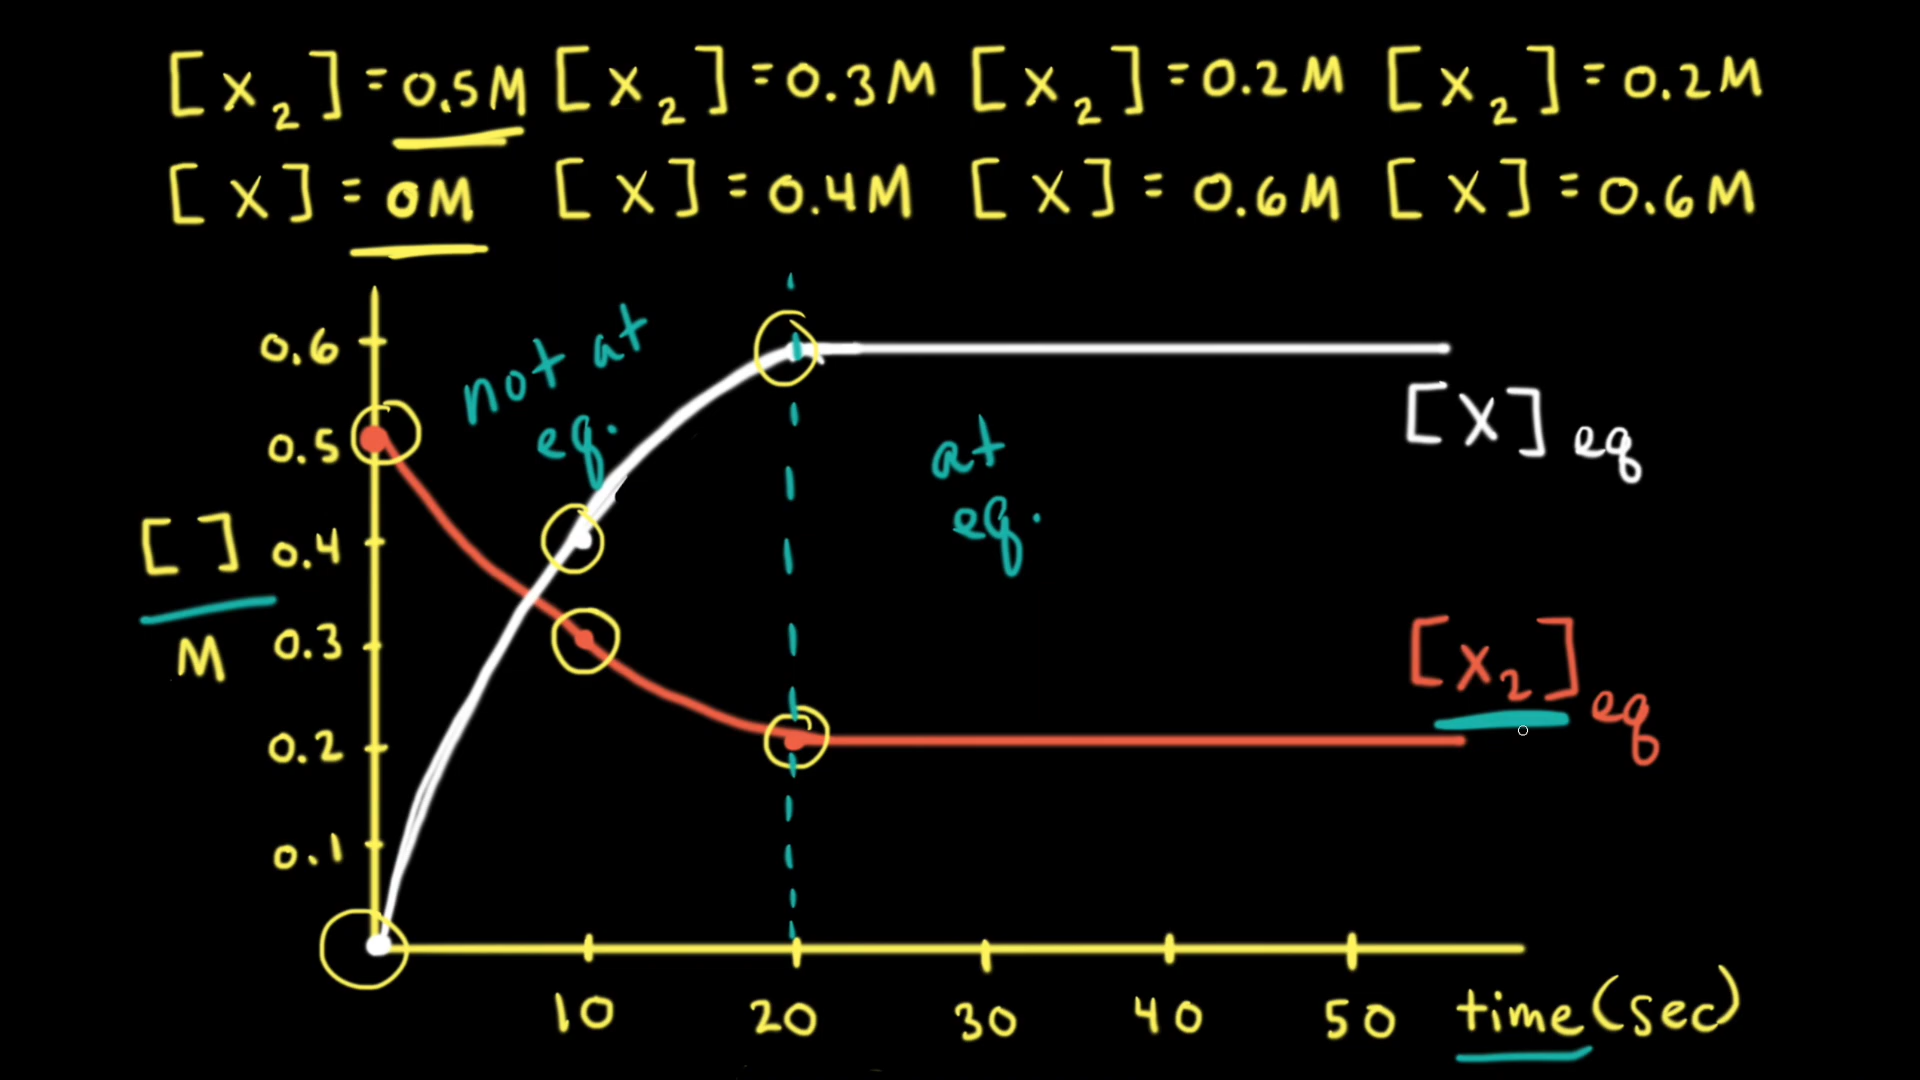 [X₂] = 0.5M [X₂] = 0.3M [X₂] = 0.2M [X₂] = 0.2M
[X] = 0M [X] = 0.4M [X] = 0.6M [X] = 0.6M
not at
eq.
at
eq.
0.6
0.5
0.4
0.3
0.2
0.1
[ ]
M
[X]eq
[X₂]eq
10 20 30 40 50 time (sec)